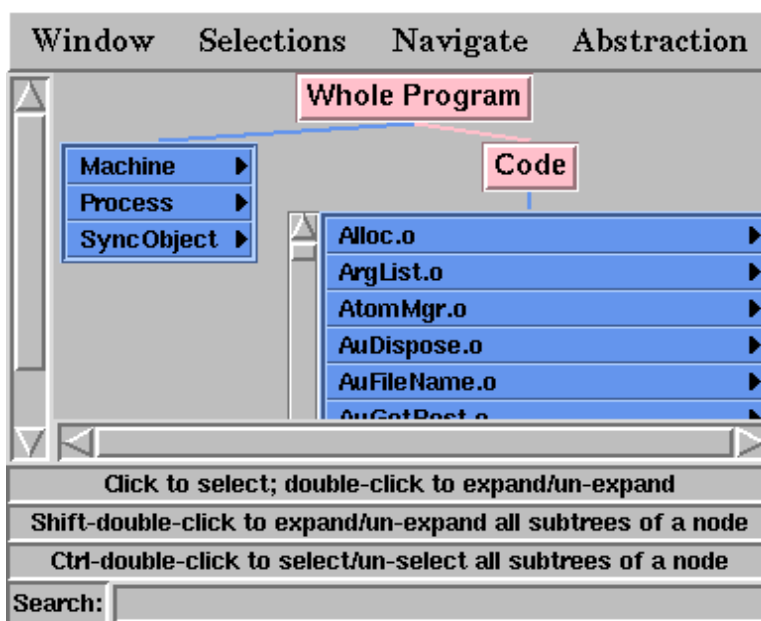 Window Selections Navigate Abstraction
Whole Program
Machine
Process
SyncObject
Code
Alloc.o
ArgList.o
AtomMgr.o
AuDispose.o
AuFileName.o
AuGetBest.o
Click to select; double-click to expand/un-expand
Shift-double-click to expand/un-expand all subtrees of a node
Ctrl-double-click to select/un-select all subtrees of a node
Search: